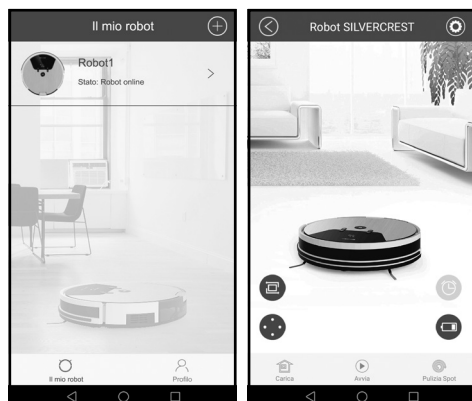 Il mio robot
Robot1
Stato: Robot online
Il mio robot
Profilo
Robot SILVERCREST
Carica
Avvia
Pulizia Spot